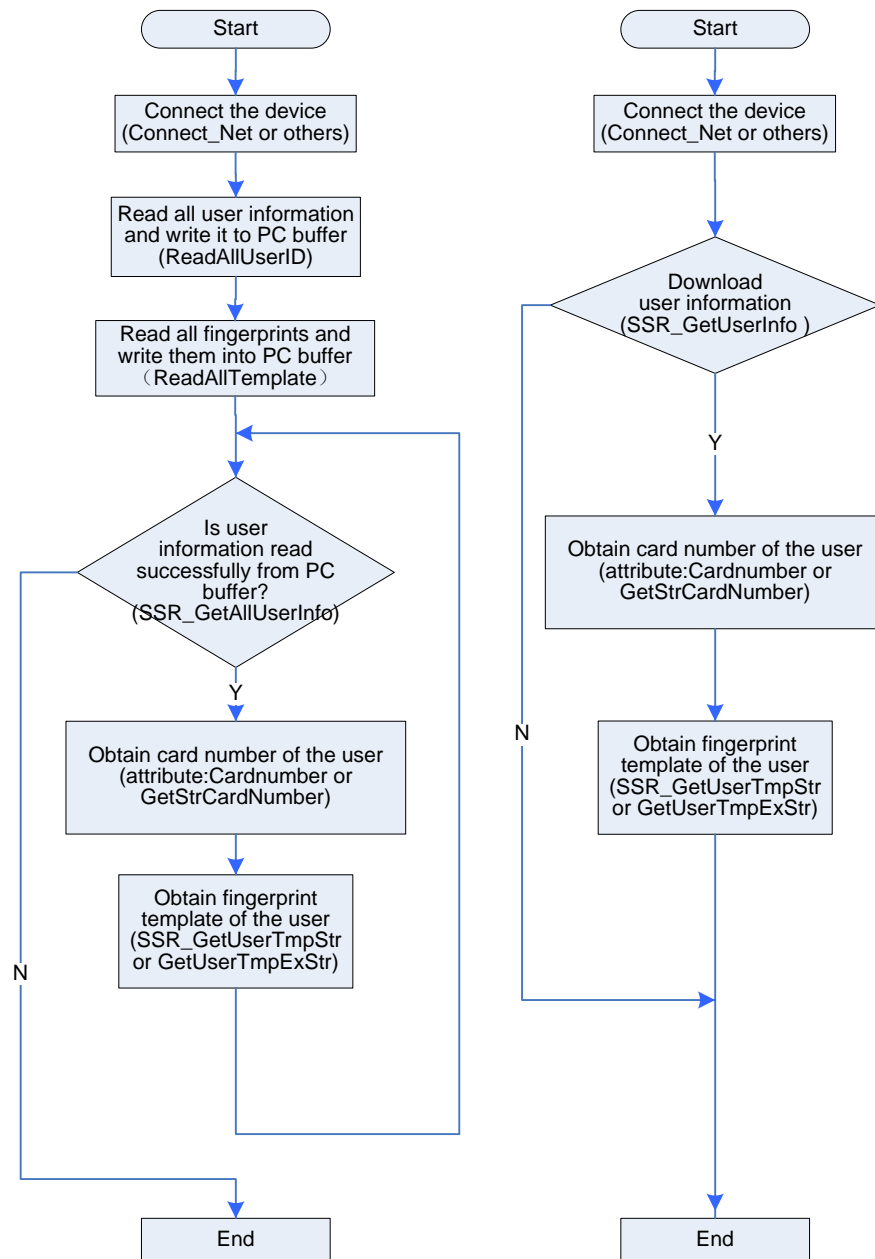 Start
Connect the device
(Connect_Net or others)
Read all user information
and write it to PC buffer
(ReadAllUserID)
Read all fingerprints and
write them into PC buffer
（ReadAllTemplate）
Is user
information read
successfully from PC
buffer?
(SSR_GetAllUserInfo)
Y
Obtain card number of the user
(attribute:Cardnumber or
GetStrCardNumber)
Obtain fingerprint
template of the user
(SSR_GetUserTmpStr
or GetUserTmpExStr)
N
End
Start
Connect the device
(Connect_Net or others)
Download
user information
(SSR_GetUserInfo )
Y
Obtain card number of the user
(attribute:Cardnumber or
GetStrCardNumber)
N
Obtain fingerprint
template of the user
(SSR_GetUserTmpStr
or GetUserTmpExStr)
End